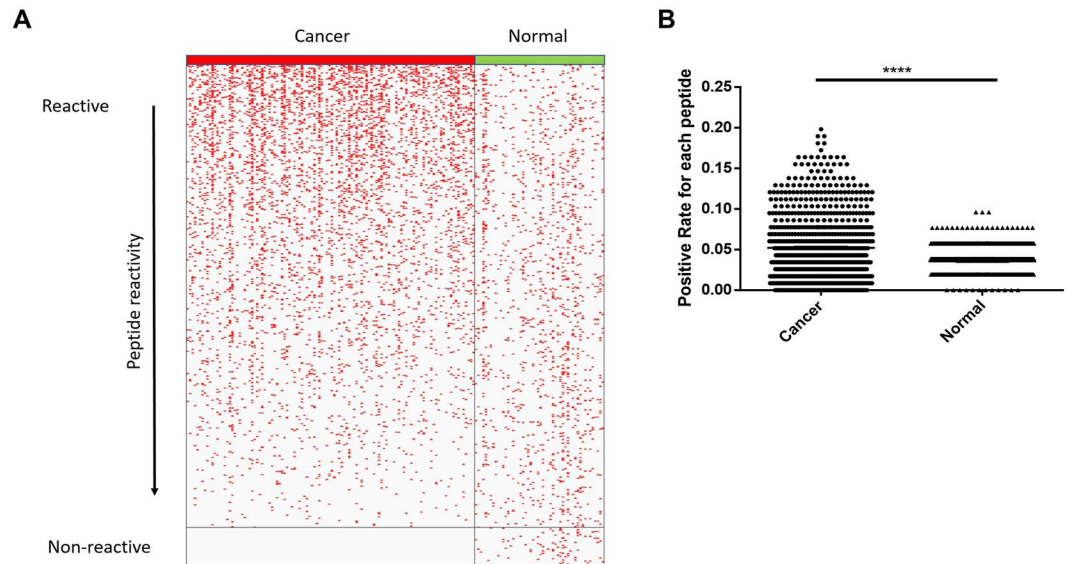 A
Cancer
Normal
Reactive
Peptide reactivity
Non-reactive
B
****
Positive Rate for each peptide
0.25
0.20
0.15
0.10
0.05
0.00
Cancer
Normal